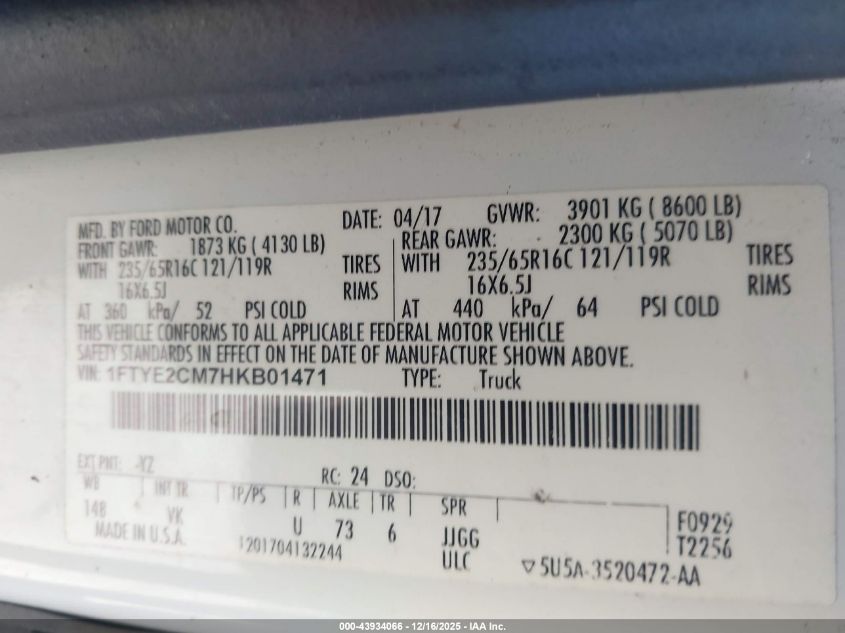 MFD. BY FORD MOTOR CO. DATE: 04/17 GVWR: 3901 KG ( 8600 LB)
FRONT GAWR: 1873 KG ( 4130 LB) REAR GAWR: 2300 KG ( 5070 LB)
WITH 235/65R16C 121/119R TIRES WITH 235/65R16C 121/119R TIRES
16X6.5J RIMS 16X6.5J RIMS
AT 360 kPa/ 52 PSI COLD AT 440 kPa/ 64 PSI COLD
THIS VEHICLE CONFORMS TO ALL APPLICABLE FEDERAL MOTOR VEHICLE
SAFETY STANDARDS IN EFFECT ON THE DATE OF MANUFACTURE SHOWN ABOVE.
VIN: 1FTYE2CM7HKB01471 TYPE: Truck
EXT PNT: YZ RC: 24 DSO:
WB INT TR TP/PS R AXLE TR SPR
148 VK U 73 6 JJGG F0929
MADE IN U.S.A. 1201704132244 ULC T2256
▽5U5A-3520472-AA
000-43934066 - 12/16/2025 - IAA Inc.